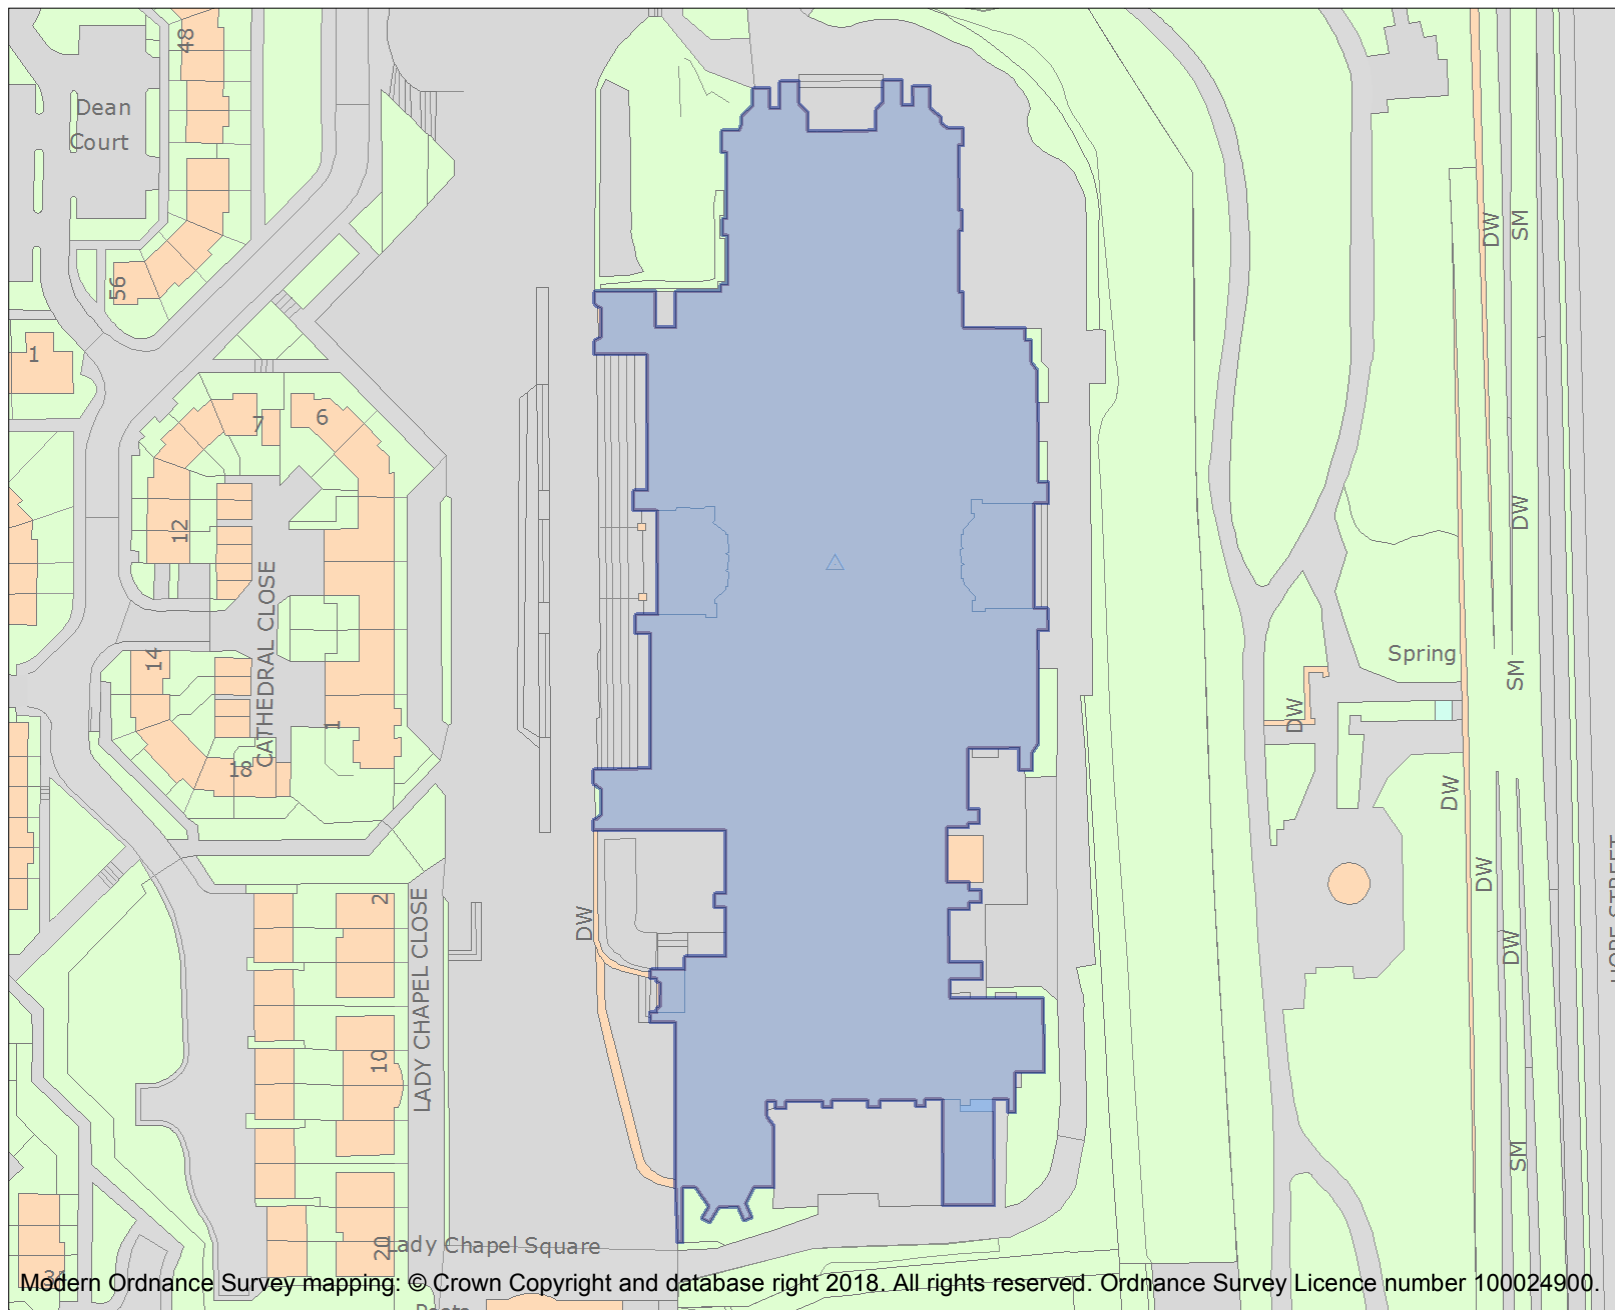 48
Dean
Court
56
DW
SM
1
7
6
12
DW
CATHEDRAL CLOSE
14
Spring
SM
DW
1
18
DW
2
DW
LADY CHAPEL CLOSE
DW
DW
HOPE STREET
10
SM
20
Lady Chapel Square
Modern Ordnance Survey mapping: © Crown Copyright and database right 2018. All rights reserved. Ordnance Survey Licence number 100024900.